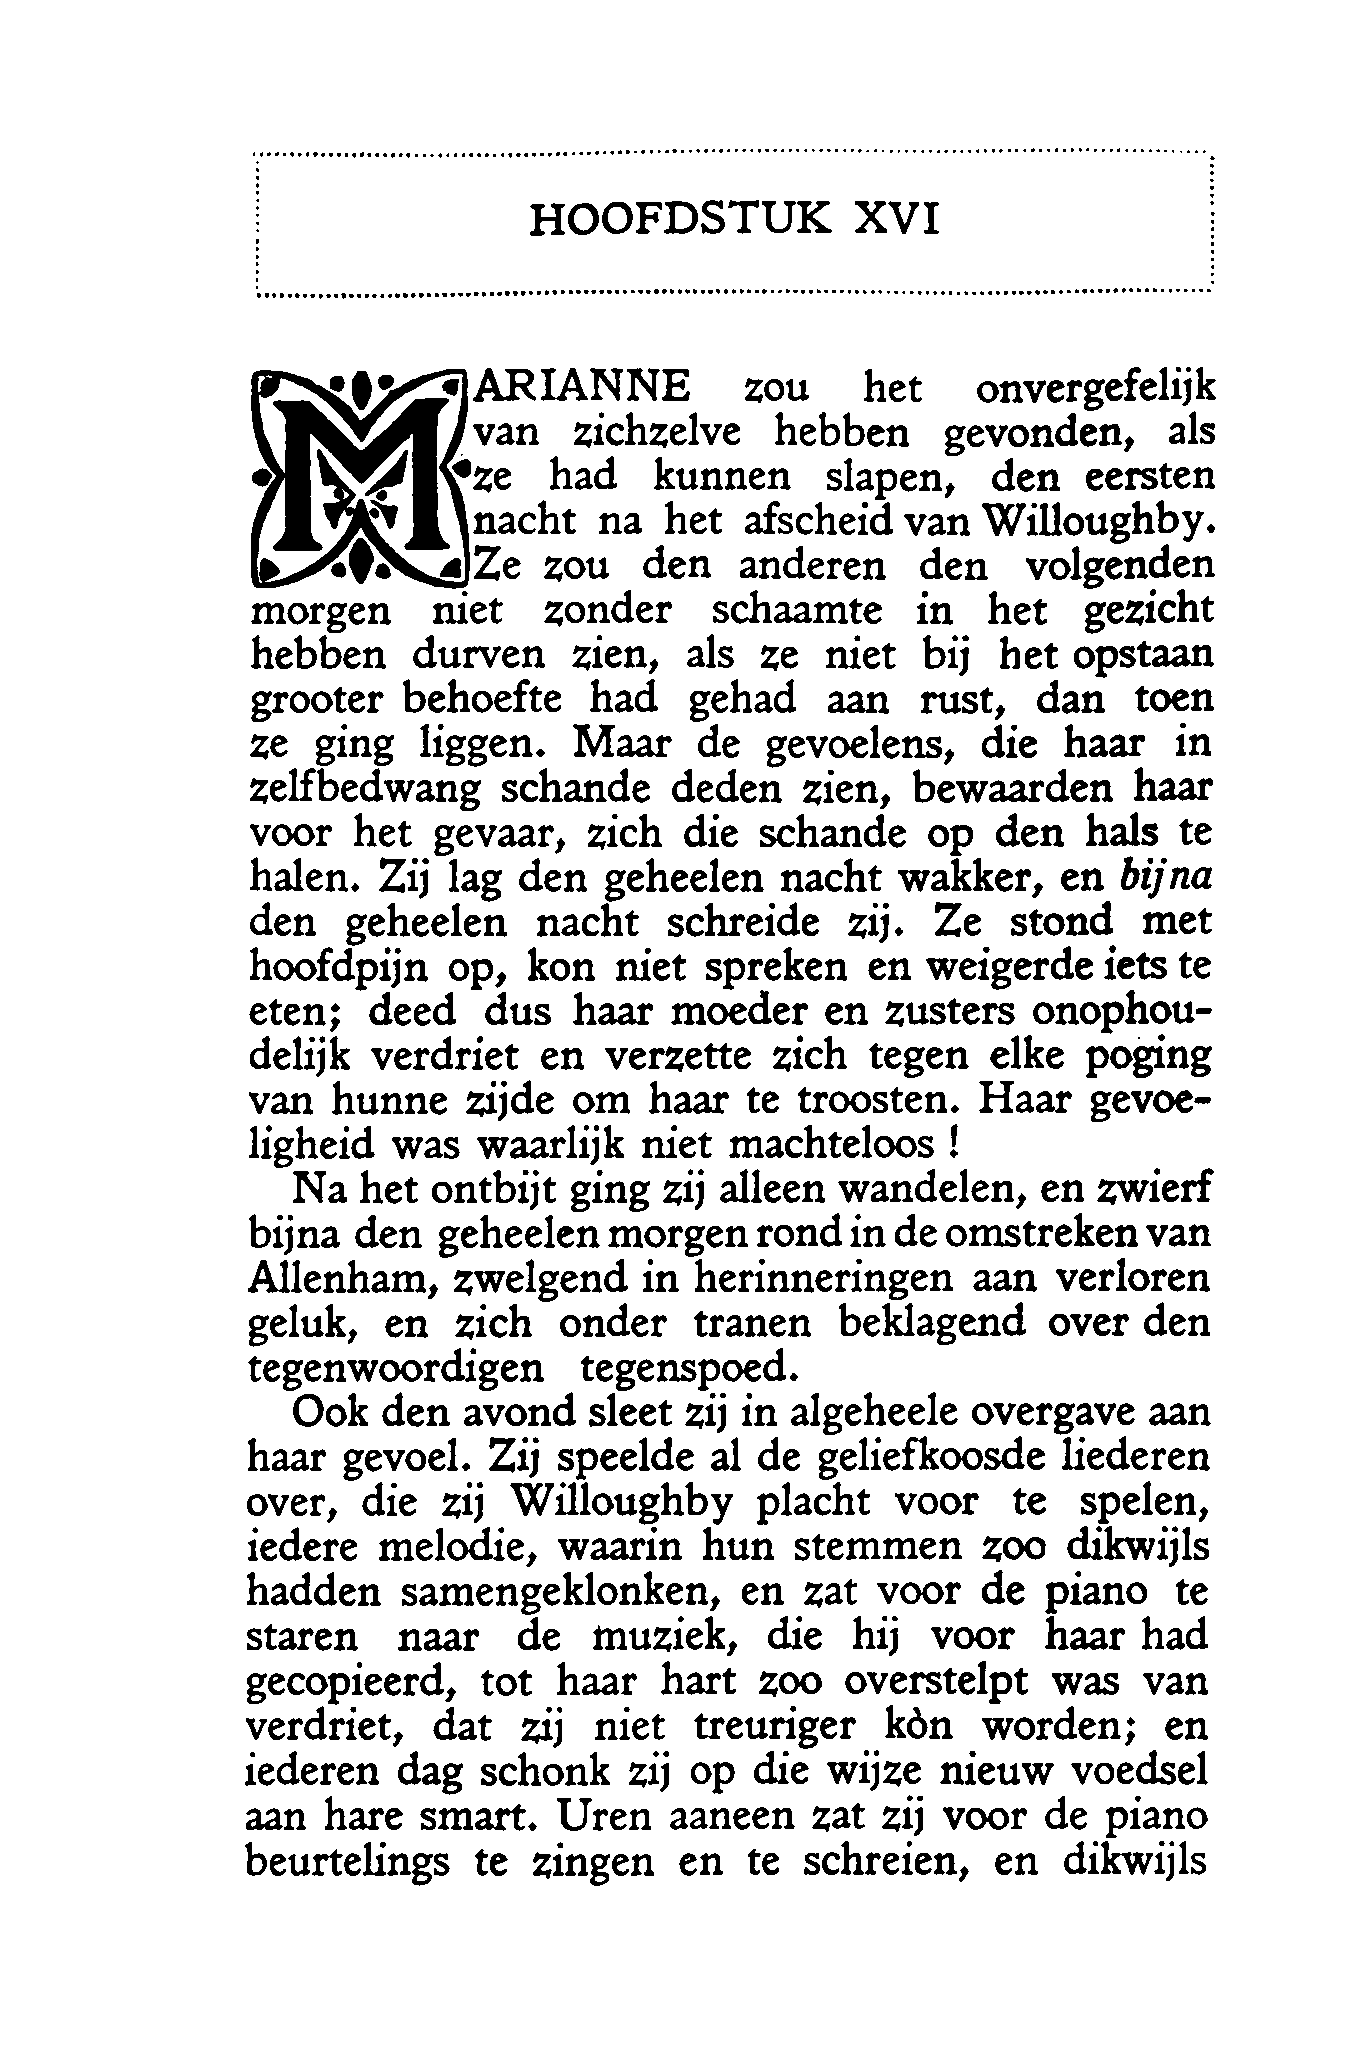 HOOFDSTUK XVI
MARIANNE zou het onvergefelijk
van zichzelve hebben gevonden, als
ze had kunnen slapen, den eersten
nacht na het afscheid van Willoughby.
Ze zou den anderen den volgenden
morgen niet zonder schaamte in het gezicht
hebben durven zien, als ze niet bij het opstaan
grooter behoefte had gehad aan rust, dan toen
ze ging liggen. Maar de gevoelens, die haar in
zelfbedwang schande deden zien, bewaarden haar
voor het gevaar, zich die schande op den hals te
halen. Zij lag den geheelen nacht wakker, en bijna
den geheelen nacht schreide zij. Ze stond met
hoofdpijn op, kon niet spreken en weigerde iets te
eten; deed dus haar moeder en zusters onophou-
delijk verdriet en verzette zich tegen elke poging
van hunne zijde om haar te troosten. Haar gevoe-
ligheid was waarlijk niet machteloos !
Na het ontbijt ging zij alleen wandelen, en zwierf
bijna den geheelen morgen rond in de omstreken van
Allenham, zwelgend in herinneringen aan verloren
geluk, en zich onder tranen beklagend over den
tegenwoordigen tegenspoed.
Ook den avond sleet zij in algeheele overgave aan
haar gevoel. Zij speelde al de geliefkoosde liederen
over, die zij Willoughby placht voor te spelen,
iedere melodie, waarin hun stemmen zoo dikwijls
hadden samengeklonken, en zat voor de piano te
staren naar de muziek, die hij voor haar had
gecopieerd, tot haar hart zoo overstelpt was van
verdriet, dat zij niet treuriger kòn worden; en
iederen dag schonk zij op die wijze nieuw voedsel
aan hare smart. Uren aaneen zat zij voor de piano
beurtelings te zingen en te schreien, en dikwijls